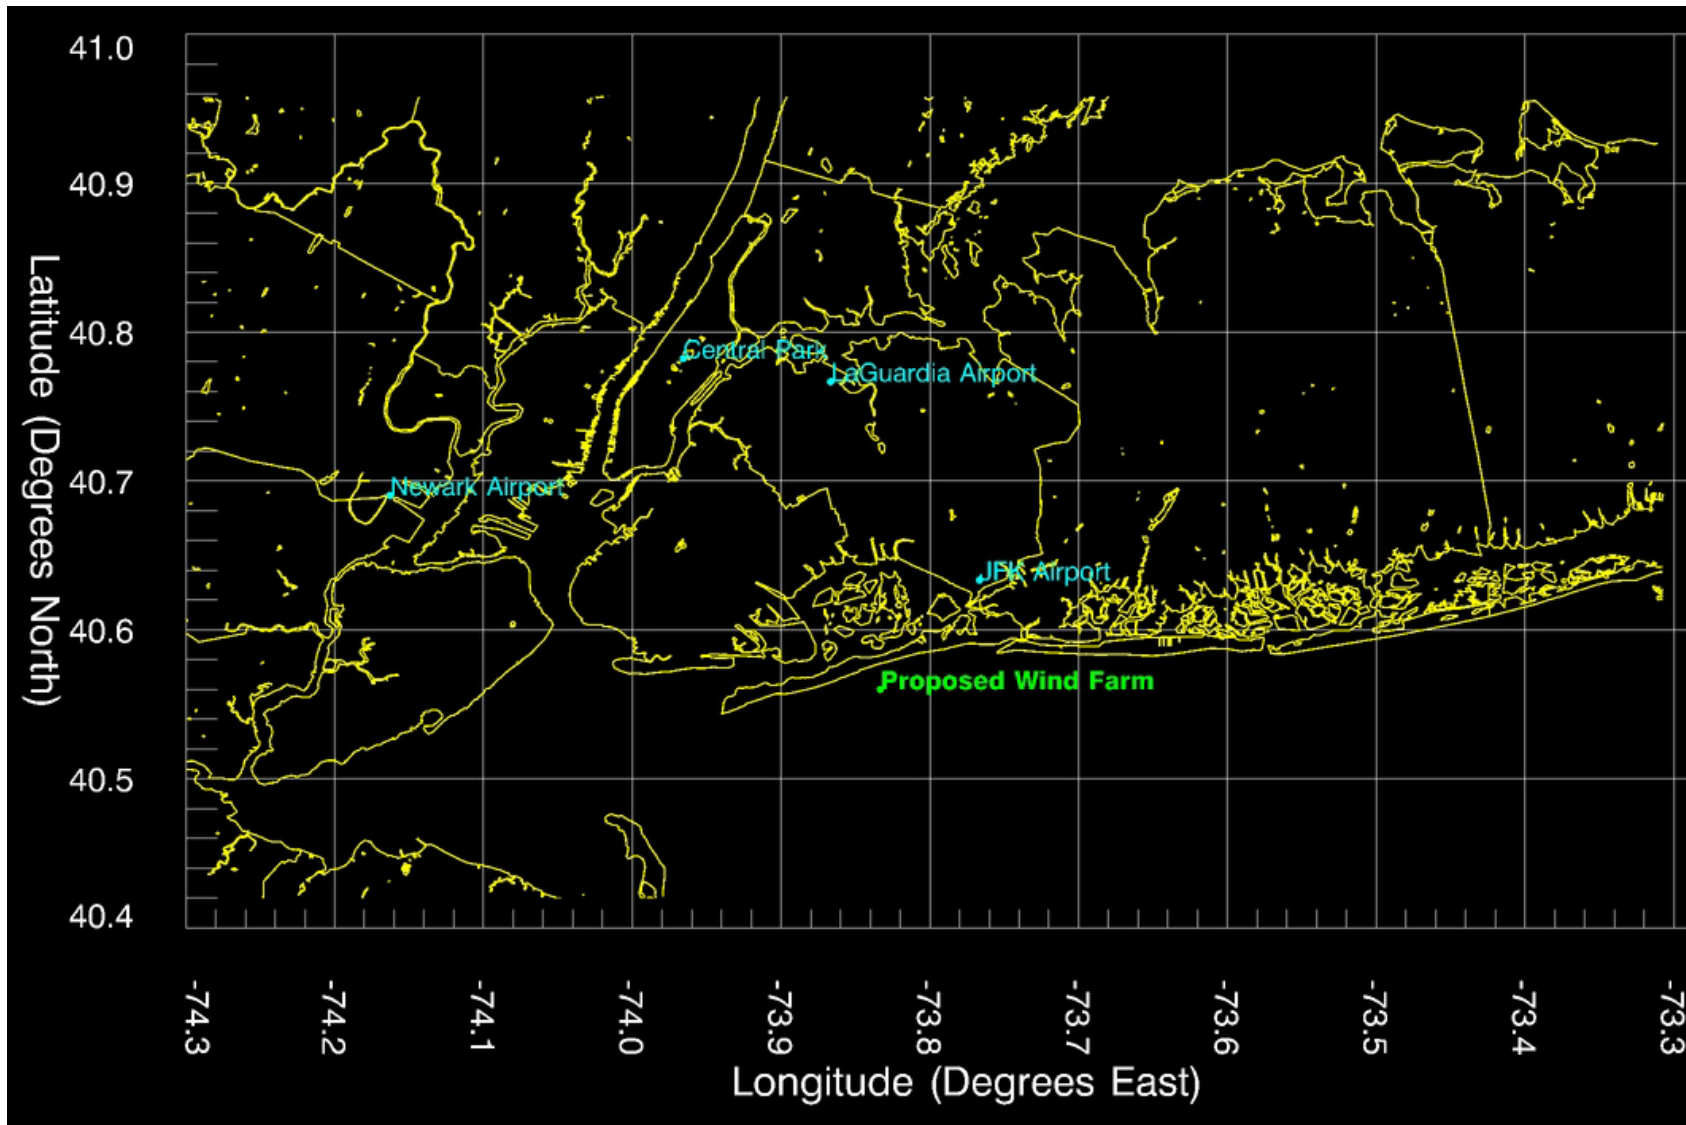 41.0
40.9
40.8
40.7
40.6
40.5
40.4
Latitude (Degrees North)
Central Park
LaGuardia Airport
Newark Airport
JFK Airport
Proposed Wind Farm
-74.3
-74.2
-74.1
-74.0
-73.9
-73.8
-73.7
-73.6
-73.5
-73.4
-73.3
Longitude (Degrees East)